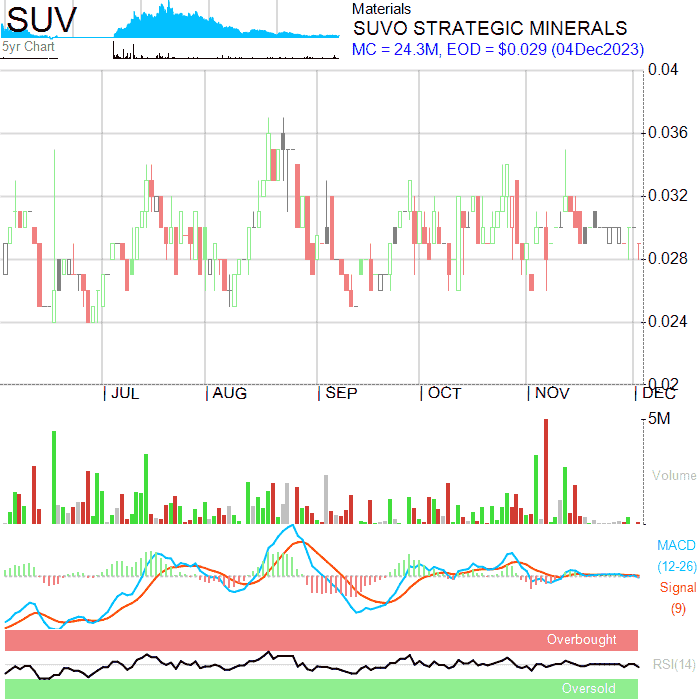 SUV
Materials
SUVO STRATEGIC MINERALS
5yr Chart
MC = 24.3M, EOD = $0.029 (04Dec2023)
0.04
0.036
0.032
0.028
0.024
0.02
JUL AUG SEP OCT NOV DEC
5M
Volume
MACD
(12-26)
Signal
(9)
Overbought
RSI(14)
Oversold